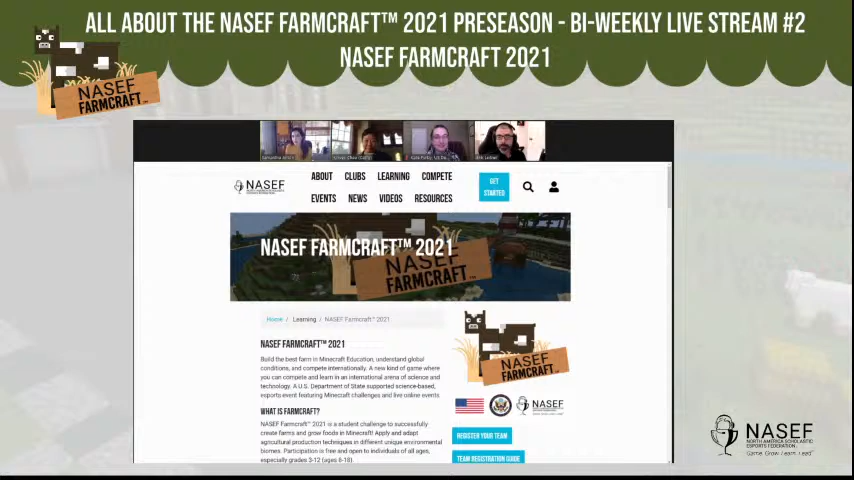 ALL ABOUT THE NASEF FARMCRAFT™ 2021 PRESEASON - BI-WEEKLY LIVE STREAM #2
NASEF FARMCRAFT 2021
NASEF
FARMCRAFT
NASEF
ABOUT CLUBS LEARNING COMPETE
EVENTS NEWS VIDEOS RESOURCES
GET
STARTED
NASEF FARMCRAFT™ 2021
NASEF
FARMCRAFT
Home / Learning / NASEF Farmcraft™ 2021
NASEF FARMCRAFT™ 2021
Build the best farm in Minecraft Education, understand global
conditions, and compete internationally. A new kind of game where
you can compete and learn in an international arena of science and
technology. A U.S. Department of State supported science-based,
esports event featuring Minecraft challenges and live online events
WHAT IS FARMCRAFT?
NASEF Farmcraft™ 2021 is a student challenge to successfully
create farms and grow foods in Minecraft! Apply and adapt
agricultural production techniques in different unique environmental
biomes. Participation is free and open to individuals of all ages,
especially grades 3-12 (ages 8-18).
NASEF
FARMCRAFT™
NASEF
REGISTER YOUR TEAM
TEAM REGISTRATION GUIDE
NASEF
NORTH AMERICA SCHOLASTIC
ESPORTS FEDERATION
Game. Grow. Learn. Lead.